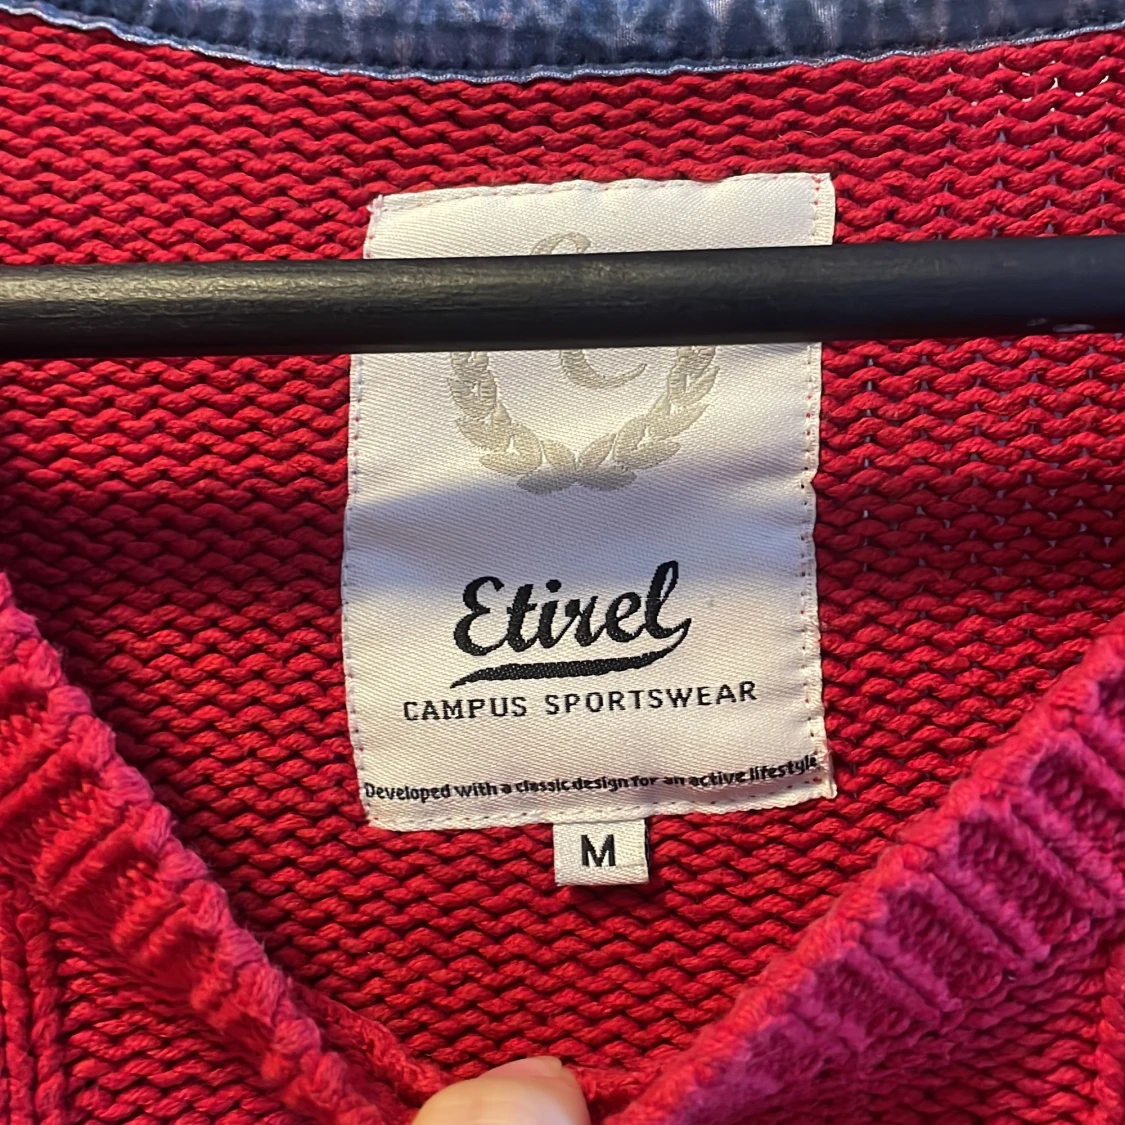 Etirel
CAMPUS SPORTSWEAR
Developed with a classic design for an active lifestyle
M